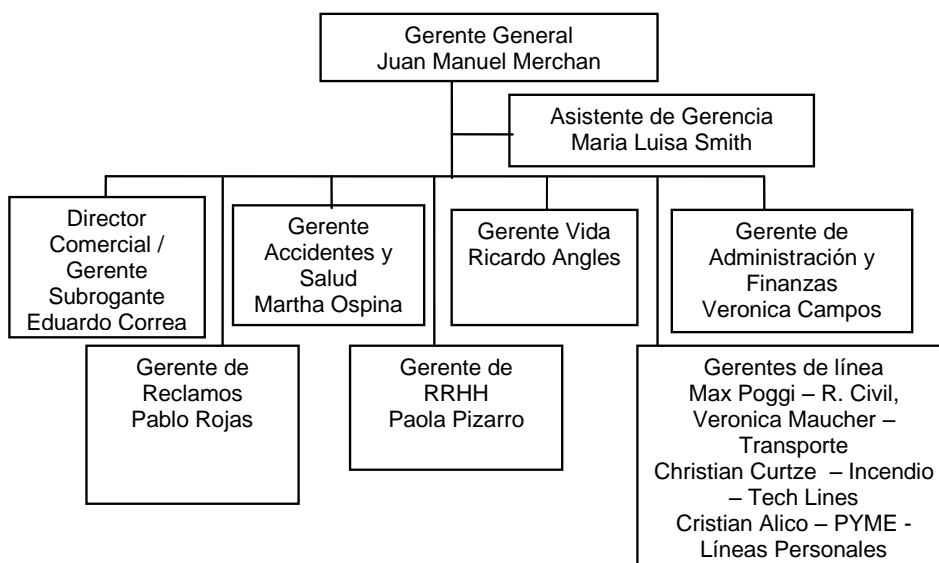 Gerente General
Juan Manuel Merchan
Asistente de Gerencia
Maria Luisa Smith
Director
Comercial /
Gerente
Subrogante
Eduardo Correa
Gerente
Accidentes y
Salud
Martha Ospina
Gerente Vida
Ricardo Angles
Gerente de
Administración y
Finanzas
Veronica Campos
Gerente de
Reclamos
Pablo Rojas
Gerente de
RRHH
Paola Pizarro
Gerentes de línea
Max Poggi – R. Civil,
Veronica Maucher –
Transporte
Christian Curtze – Incendio
– Tech Lines
Cristian Alico – PYME -
Líneas Personales